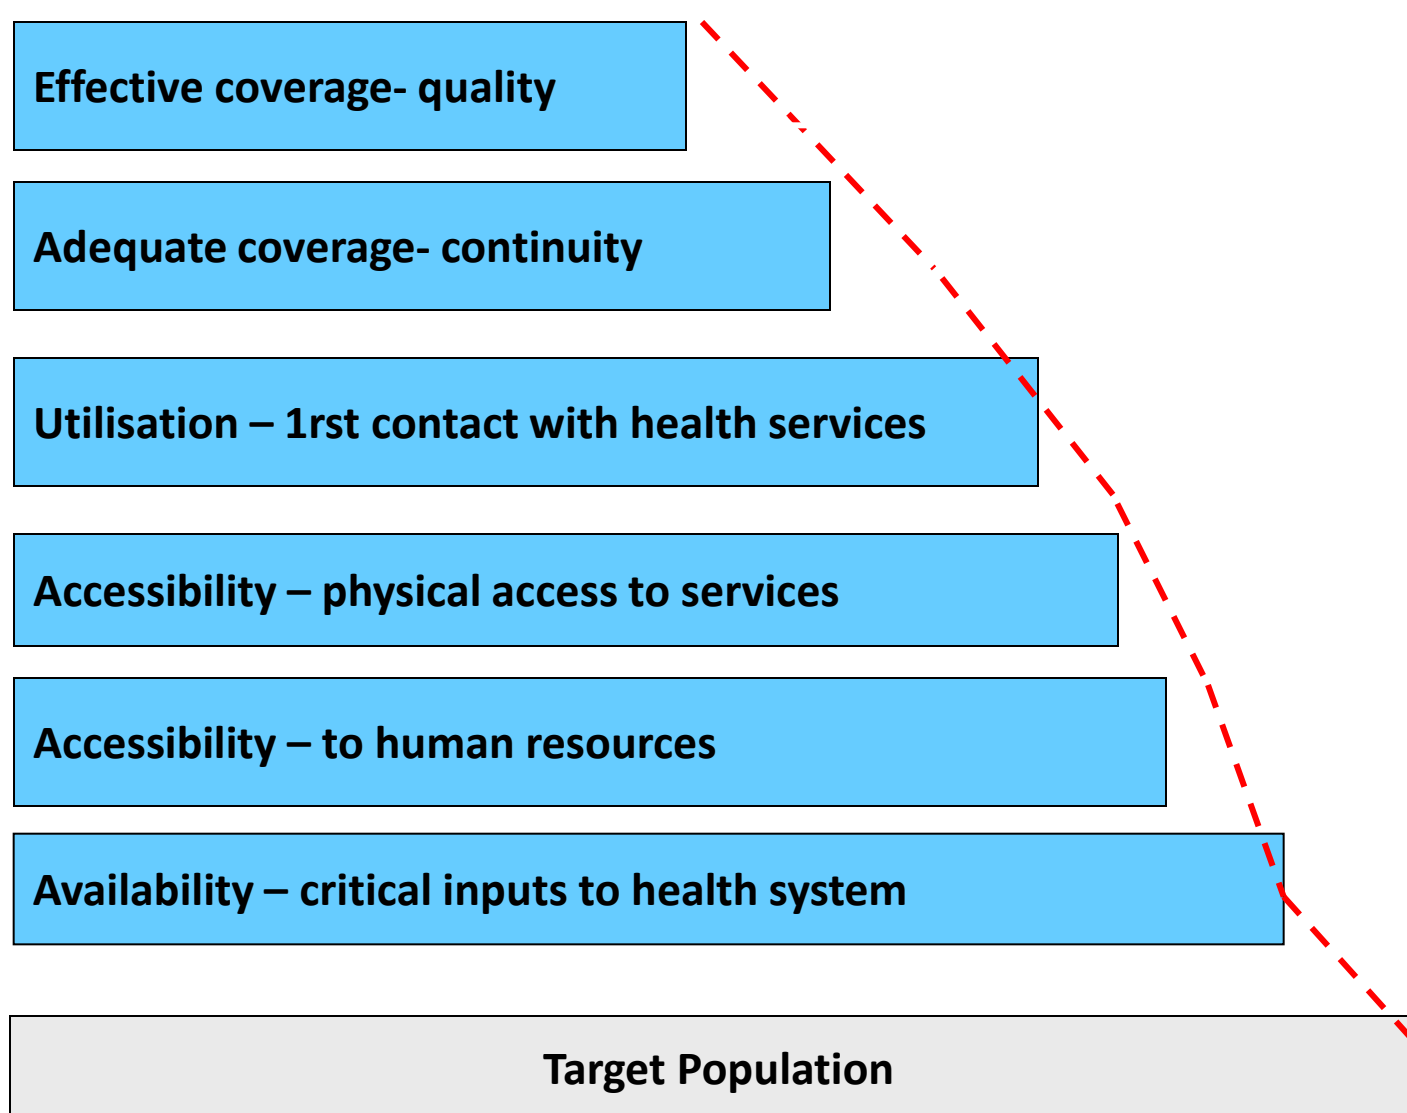 Effective coverage- quality
Adequate coverage- continuity
Utilisation – 1rst contact with health services
Accessibility – physical access to services
Accessibility – to human resources
Availability – critical inputs to health system
Target Population